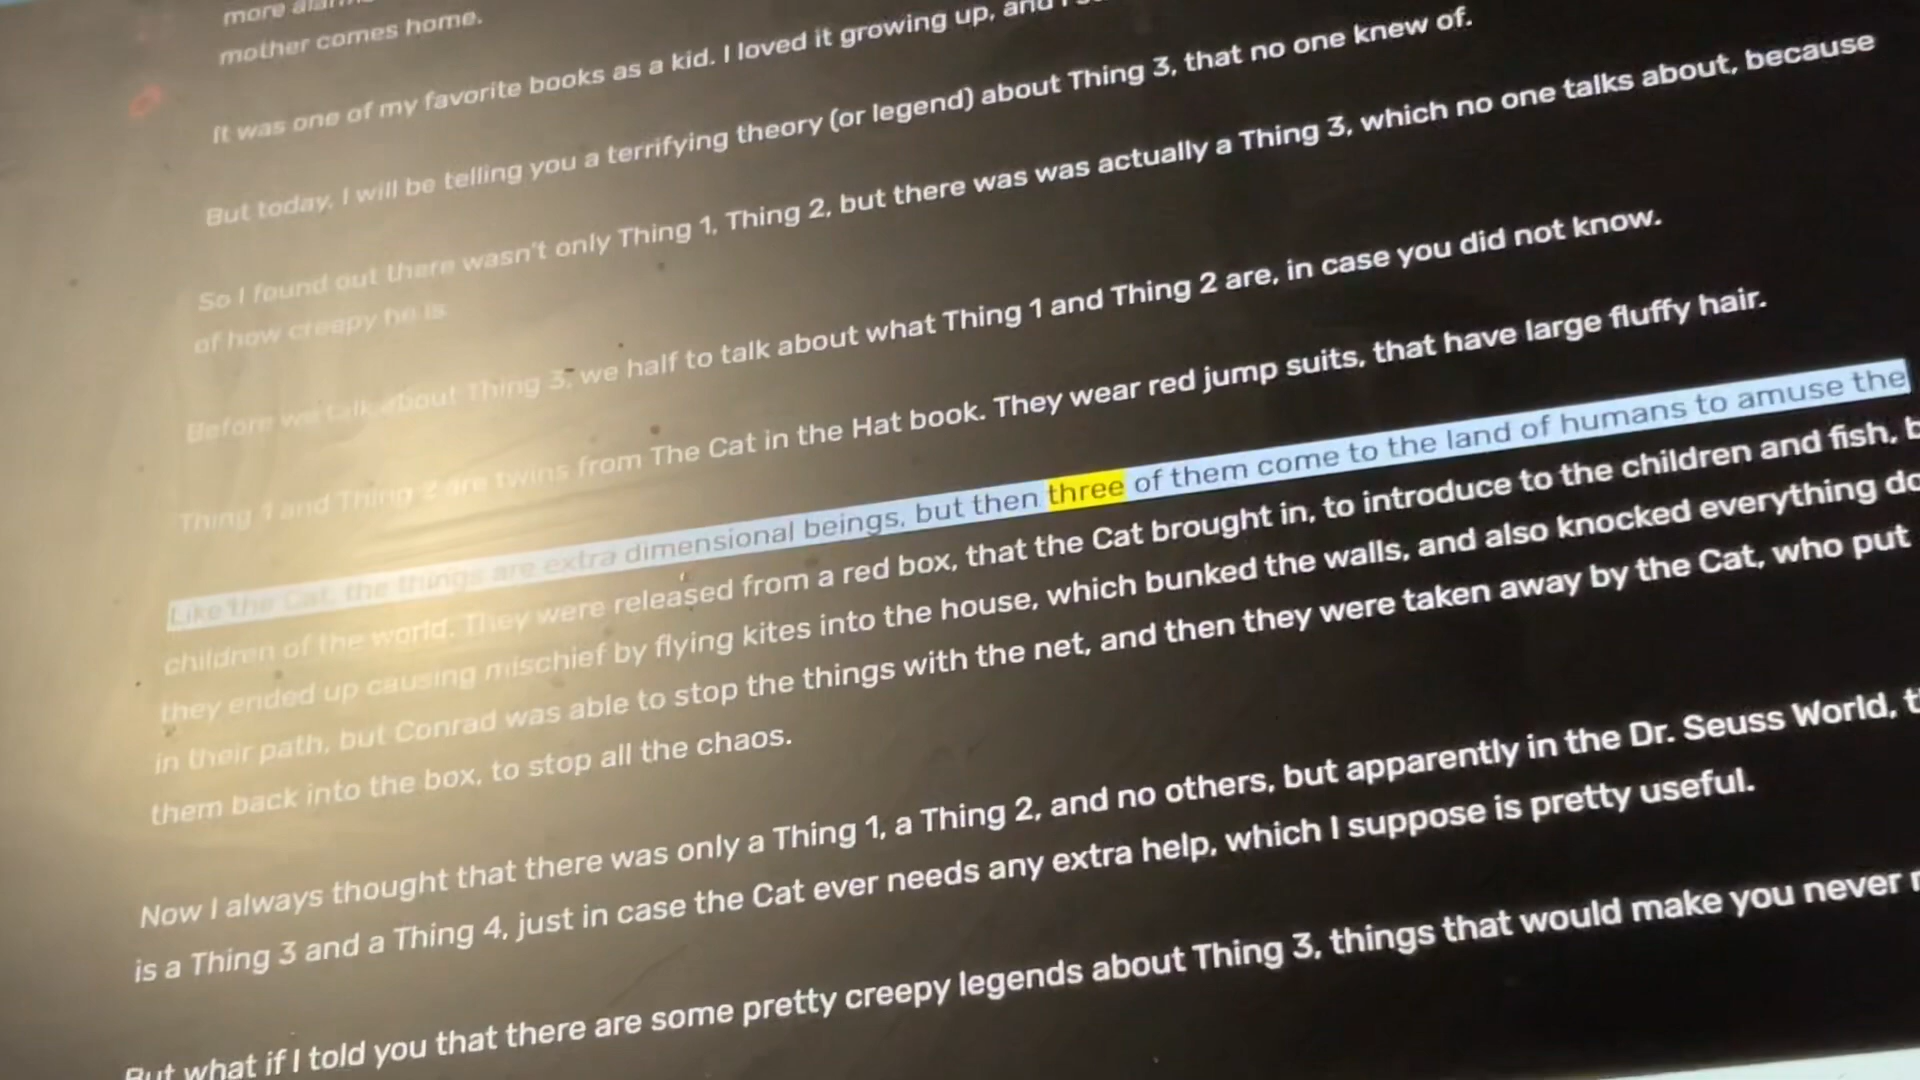 more
mother comes home.
It was one of my favorite books as a kid. I loved it growing up, and I
But today, I will be telling you a terrifying theory (or legend) about Thing 3, that no one knew of.
So I found out there wasn't only Thing 1, Thing 2, but there was was actually a Thing 3, which no one talks about, because
of how creepy he is
Before we talk about Thing 3, we half to talk about what Thing 1 and Thing 2 are, in case you did not know.
Thing 1 and Thing 2 are twins from The Cat in the Hat book. They wear red jump suits, that have large fluffy hair.
Like the Cat, the things are extra dimensional beings, but then three of them come to the land of humans to amuse the
children of the world. They were released from a red box, that the Cat brought in, to introduce to the children and fish, b
they ended up causing mischief by flying kites into the house, which bunked the walls, and also knocked everything do
in their path, but Conrad was able to stop the things with the net, and then they were taken away by the Cat, who put
them back into the box, to stop all the chaos.
Now I always thought that there was only a Thing 1, a Thing 2, and no others, but apparently in the Dr. Seuss World, t
is a Thing 3 and a Thing 4, just in case the Cat ever needs any extra help, which I suppose is pretty useful.
But what if I told you that there are some pretty creepy legends about Thing 3, things that would make you never